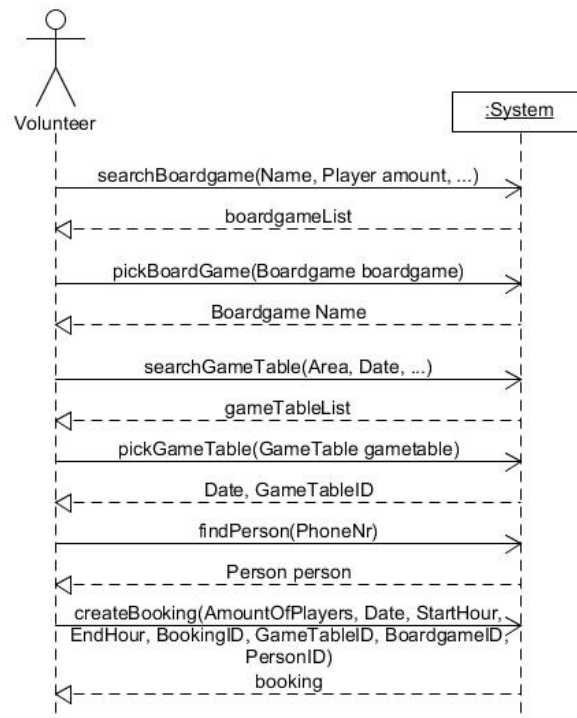 Volunteer
:System
searchBoardgame(Name, Player amount, ...)
boardgameList
pickBoardGame(Boardgame boardgame)
Boardgame Name
searchGameTable(Area, Date, ...)
gameTableList
pickGameTable(GameTable gametable)
Date, GameTableID
findPerson(PhoneNr)
Person person
createBooking(AmountOfPlayers, Date, StartHour,
EndHour, BookingID, GameTableID, BoardgameID,
PersonID)
booking